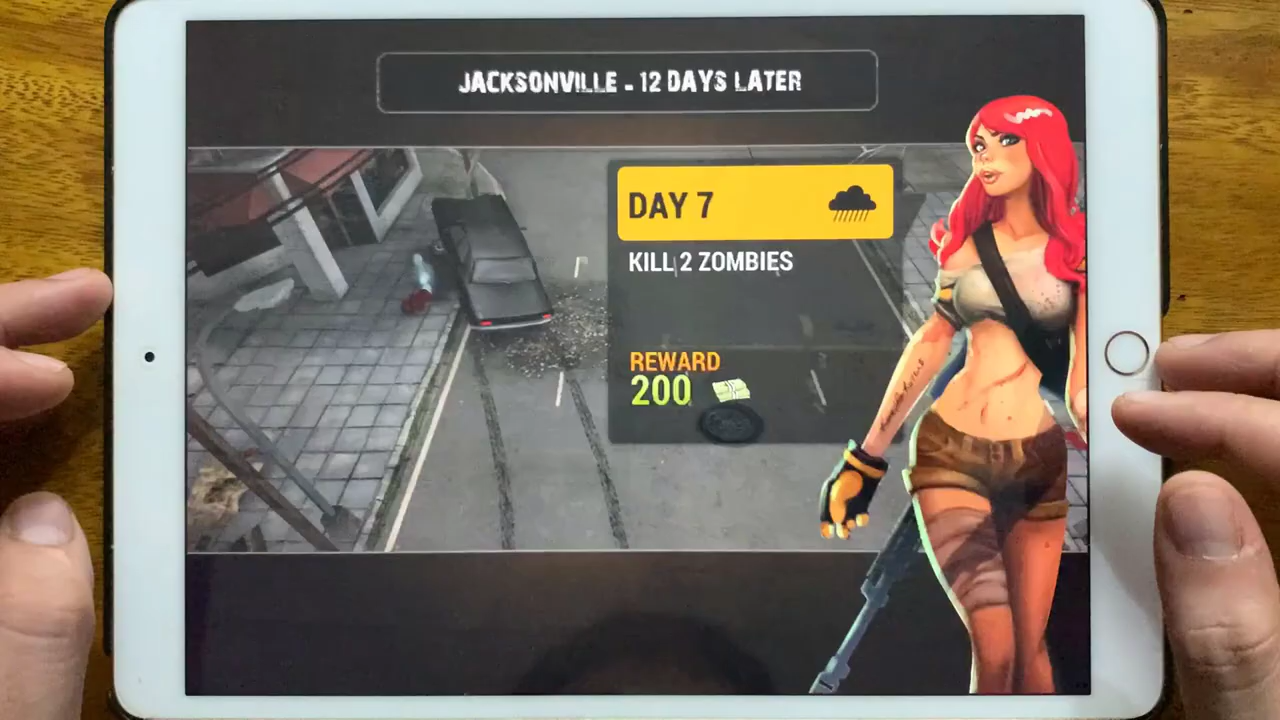 JACKSONVILLE - 12 DAYS LATER
DAY 7
KILL 2 ZOMBIES
REWARD
200